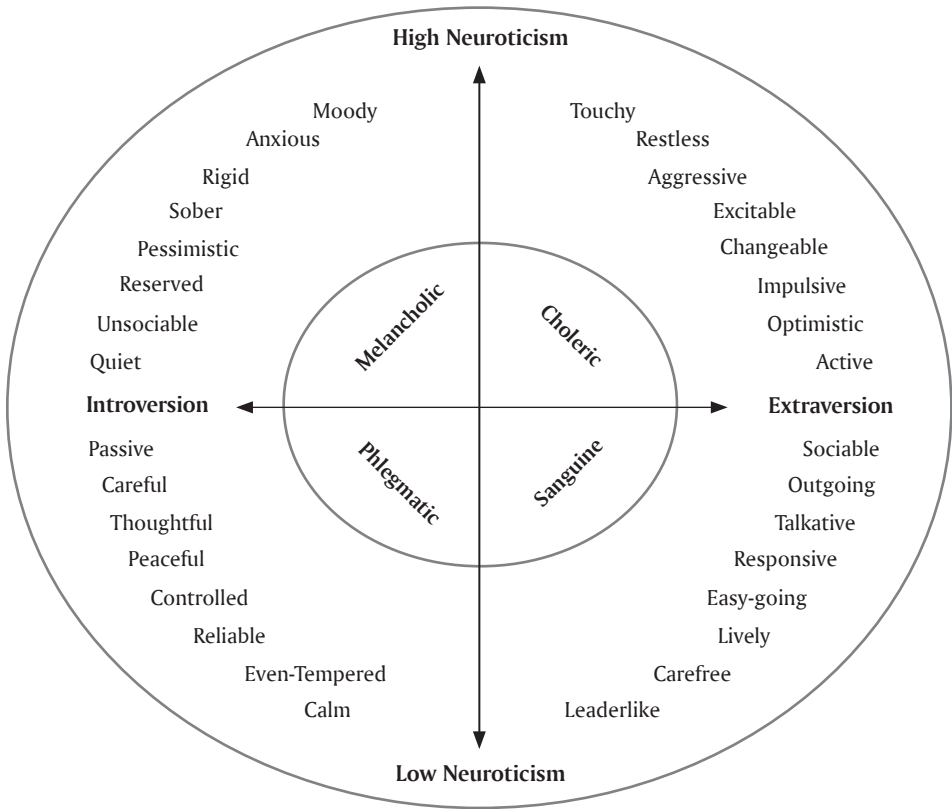 High Neuroticism
Moody
Touchy
Anxious
Restless
Rigid
Aggressive
Sober
Excitable
Pessimistic
Changeable
Reserved
Impulsive
Melancholic
Choleric
Unsociable
Optimistic
Quiet
Active
Introversion
Extraversion
Passive
Sociable
Phlegmatic
Sanguine
Careful
Outgoing
Thoughtful
Talkative
Peaceful
Responsive
Controlled
Easy-going
Reliable
Lively
Even-Tempered
Carefree
Calm
Leaderlike
Low Neuroticism